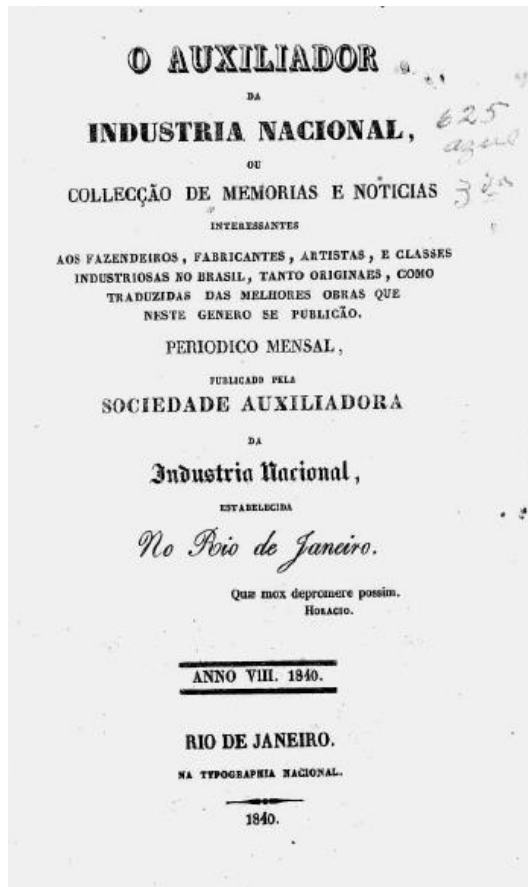 O AUXILIADOR
DA
INDUSTRIA NACIONAL,
OU
COLLECÇÃO DE MEMORIAS E NOTICIAS
INTERESSANTES
AOS FAZENDEIROS, FABRICANTES, ARTISTAS, E CLASSES
INDUSTRIOSAS NO BRASIL, TANTO ORIGINAES, COMO
TRADUZIDAS DAS MELHORES OBRAS QUE
NESTE GENERO SE PUBLICÃO.
PERIODICO MENSAL,
PUBLICADO PELA
SOCIEDADE AUXILIADORA
DA
Industria Nacional,
ESTABELECIDA
No Rio de Janeiro.
Quæ mox depromere possim.
HORACIO.
ANNO VIII. 1840.
RIO DE JANEIRO.
NA TYPOGRAPHIA NACIONAL.
1840.
625